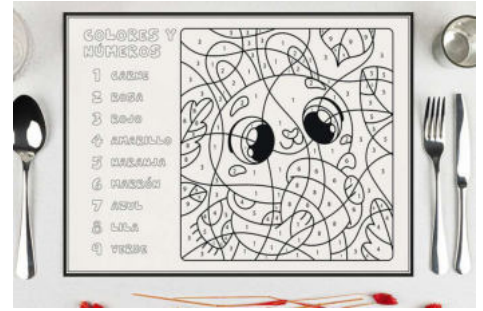 COLORES Y
NÚMEROS
1 CARNE
2 ROSA
3 ROJO
4 AMARILLO
5 NARANJA
6 MARRÓN
7 AZUL
8 LILA
9 VERDE